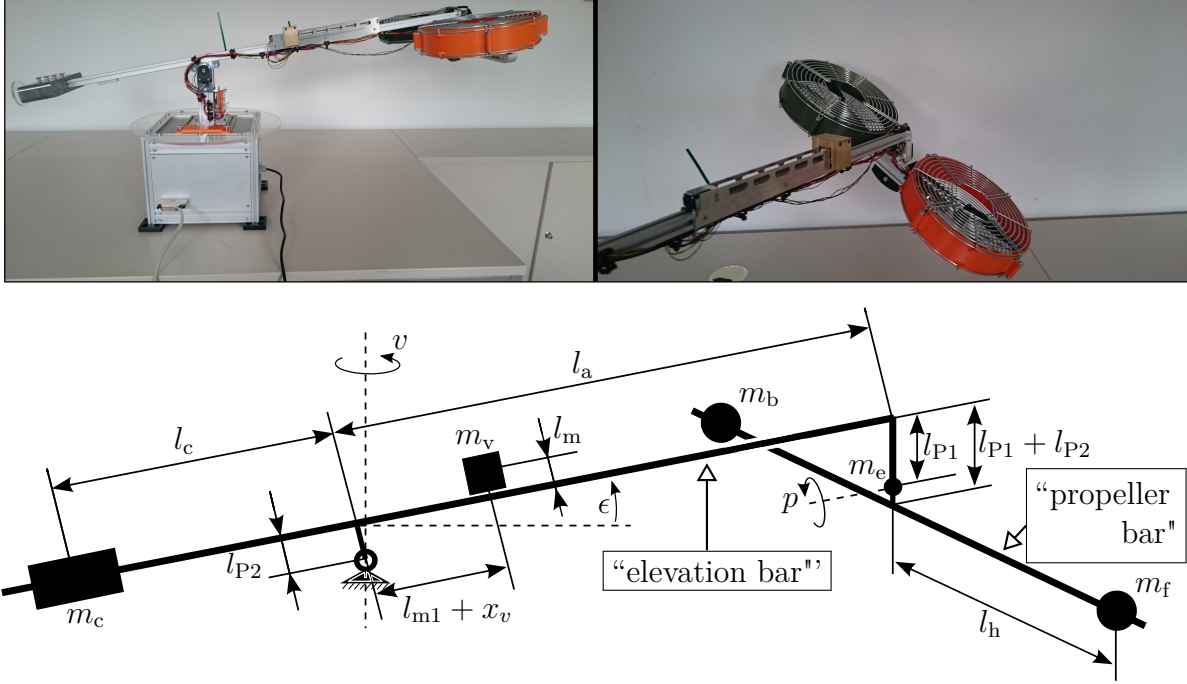 v
l_a
m_b
l_c
m_v
l_m
l_P1
l_P1 + l_P2
m_e
ϵ
p
“propeller
bar"
l_P2
“elevation bar"’
m_c
l_m1 + x_v
l_h
m_f